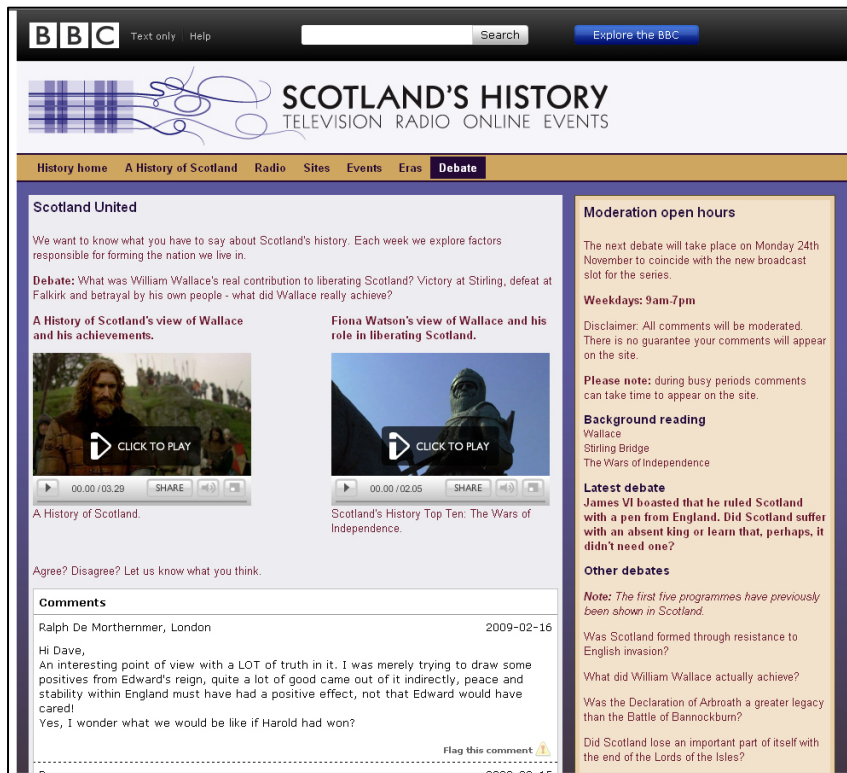 BBC Text only Help Search Explore the BBC
SCOTLAND'S HISTORY
TELEVISION RADIO ONLINE EVENTS
History home A History of Scotland Radio Sites Events Eras Debate
Scotland United
We want to know what you have to say about Scotland's history. Each week we explore factors
responsible for forming the nation we live in.
Debate: What was William Wallace's real contribution to liberating Scotland? Victory at Stirling, defeat at
Falkirk and betrayal by his own people - what did Wallace really achieve?
A History of Scotland's view of Wallace
and his achievements.
CLICK TO PLAY
00.00 / 03.29 SHARE
A History of Scotland.
Fiona Watson's view of Wallace and his
role in liberating Scotland.
CLICK TO PLAY
00.00 / 02.05 SHARE
Scotland's History Top Ten: The Wars of
Independence.
Agree? Disagree? Let us know what you think.
Comments
Ralph De Morthernmer, London 2009-02-16
Hi Dave,
An interesting point of view with a LOT of truth in it. I was merely trying to draw some
positives from Edward's reign, quite a lot of good came out of it indirectly, peace and
stability within England must have had a positive effect, not that Edward would have
cared!
Yes, I wonder what we would be like if Harold had won?
Flag this comment
Moderation open hours
The next debate will take place on Monday 24th
November to coincide with the new broadcast
slot for the series.
Weekdays: 9am-7pm
Disclaimer: All comments will be moderated.
There is no guarantee your comments will appear
on the site.
Please note: during busy periods comments
can take time to appear on the site.
Background reading
Wallace
Stirling Bridge
The Wars of Independence
Latest debate
James VI boasted that he ruled Scotland
with a pen from England. Did Scotland suffer
with an absent king or learn that, perhaps, it
didn't need one?
Other debates
Note: The first five programmes have previously
been shown in Scotland.
Was Scotland formed through resistance to
English invasion?
What did William Wallace actually achieve?
Was the Declaration of Arbroath a greater legacy
than the Battle of Bannockburn?
Did Scotland lose an important part of itself with
the end of the Lords of the Isles?